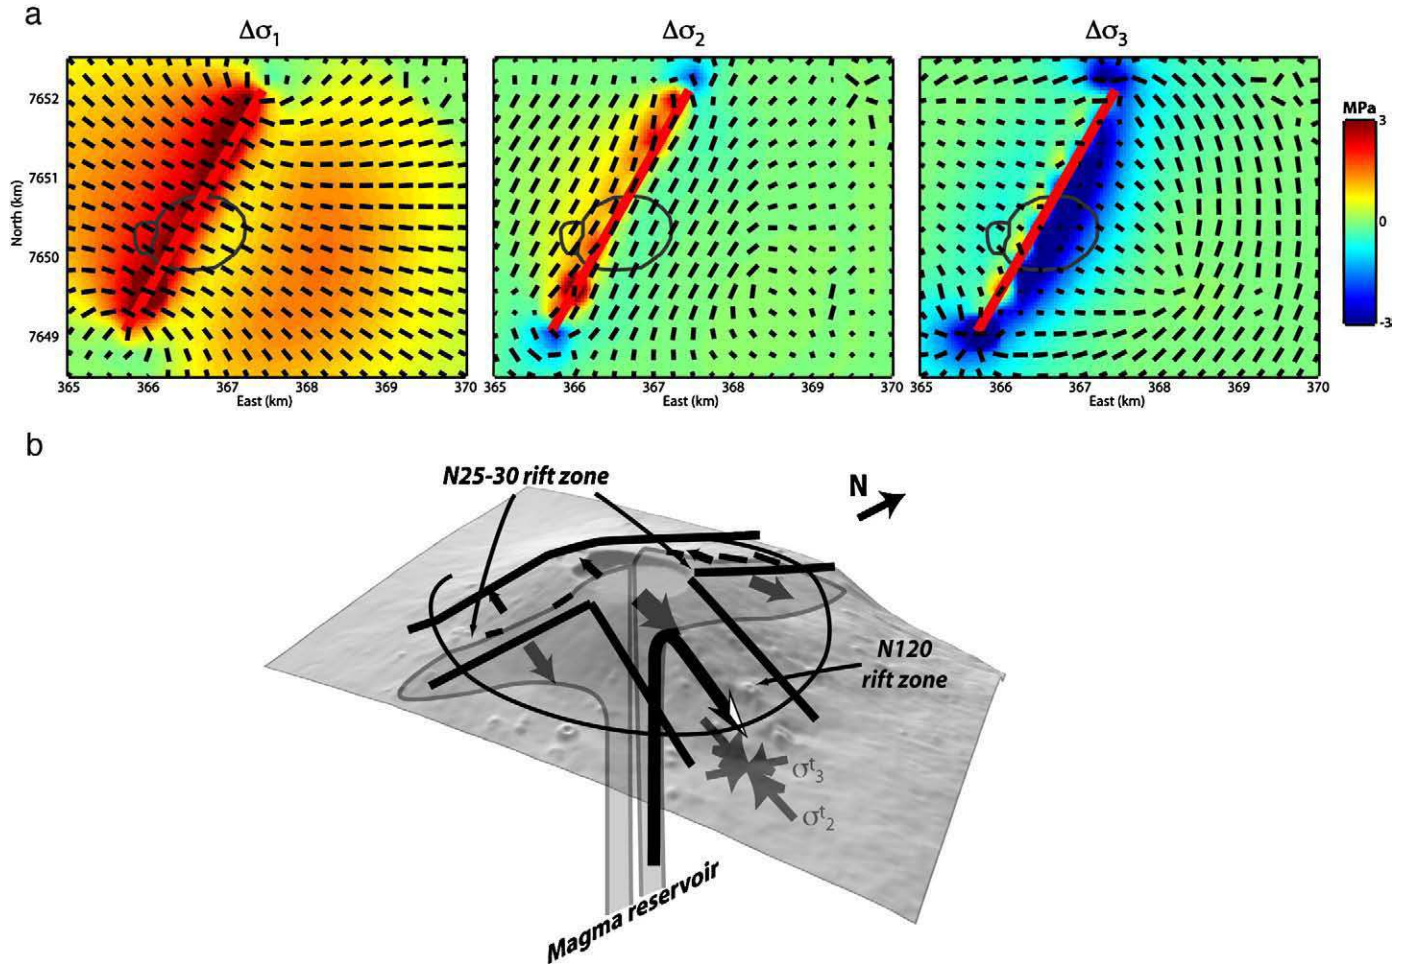 a
Δσ1
Δσ2
Δσ3
MPa
3
0
-3
North (km)
7652
7651
7650
7649
365 366 367 368 369 370
East (km)
365 366 367 368 369 370
East (km)
365 366 367 368 369 370
East (km)
b
N25-30 rift zone
N
N120
rift zone
σt3
σt2
Magma reservoir